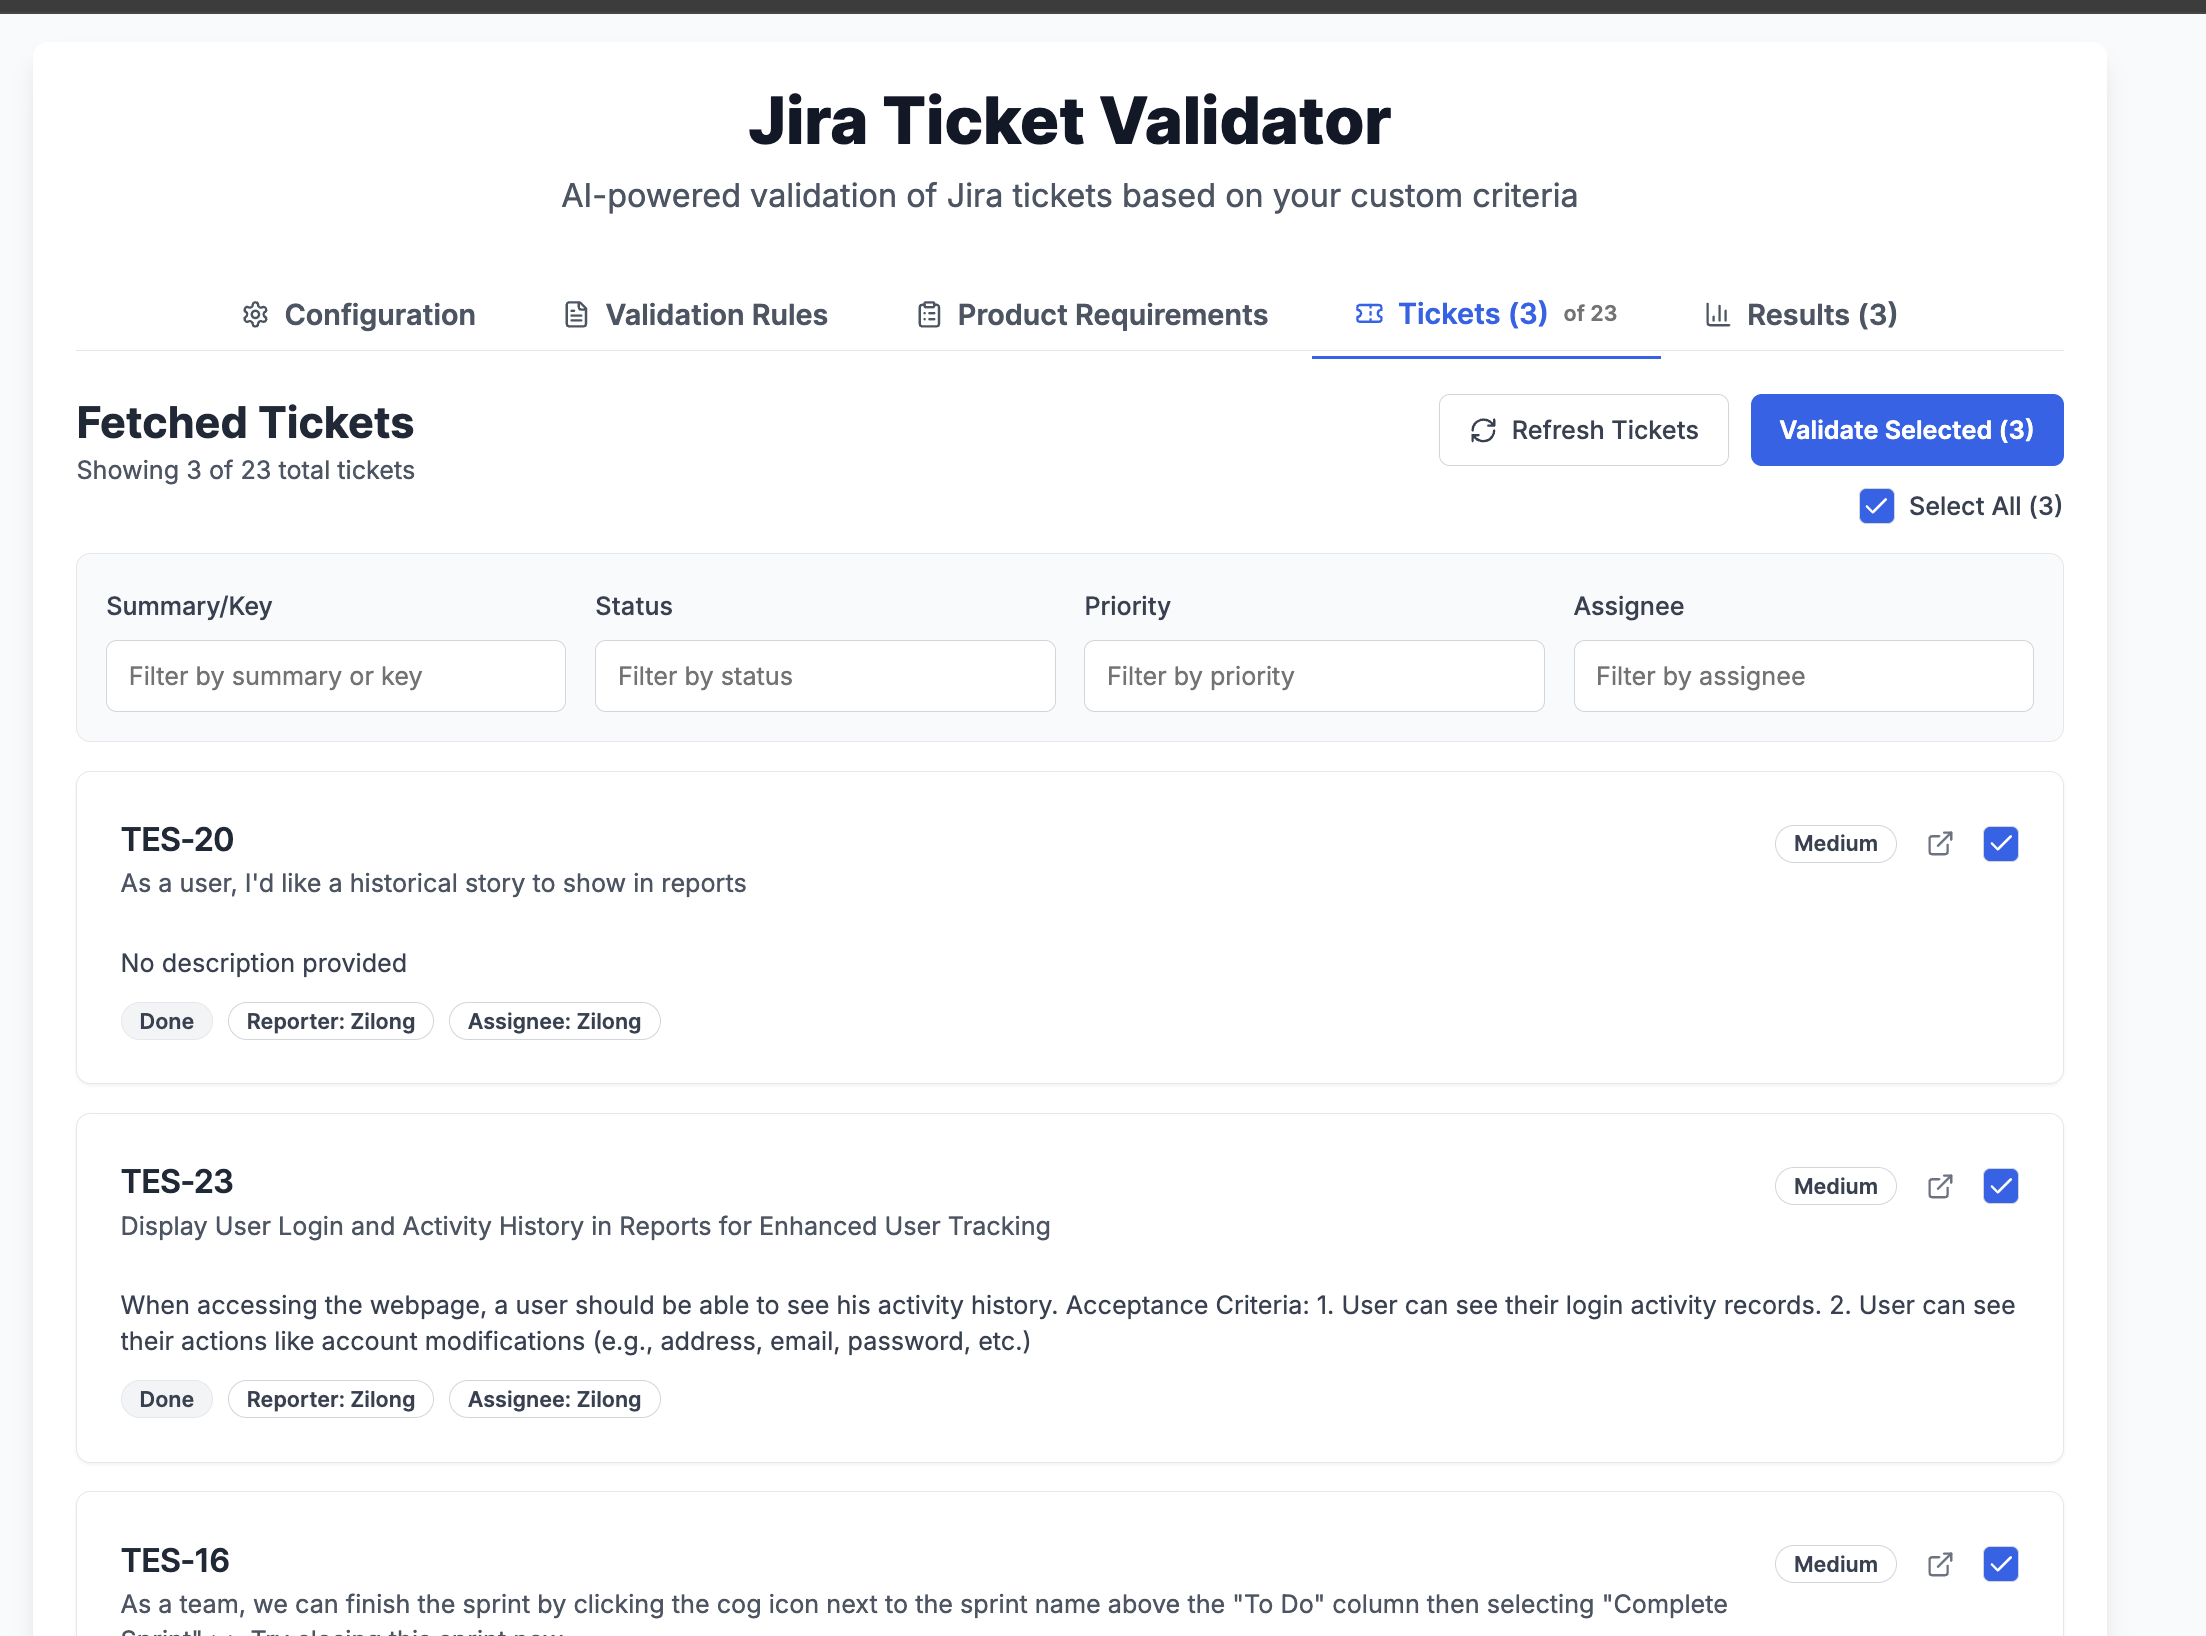 Jira Ticket Validator
AI-powered validation of Jira tickets based on your custom criteria
Configuration
Validation Rules
Product Requirements
Tickets (3) of 23
Results (3)
Fetched Tickets
Showing 3 of 23 total tickets
Refresh Tickets
Validate Selected (3)
Select All (3)
Summary/Key
Status
Priority
Assignee
Filter by summary or key
Filter by status
Filter by priority
Filter by assignee
TES-20
Medium
As a user, I'd like a historical story to show in reports
No description provided
Done
Reporter: Zilong
Assignee: Zilong
TES-23
Medium
Display User Login and Activity History in Reports for Enhanced User Tracking
When accessing the webpage, a user should be able to see his activity history. Acceptance Criteria: 1. User can see their login activity records. 2. User can see
their actions like account modifications (e.g., address, email, password, etc.)
Done
Reporter: Zilong
Assignee: Zilong
TES-16
Medium
As a team, we can finish the sprint by clicking the cog icon next to the sprint name above the "To Do" column then selecting "Complete
Sprint" >> Try closing this sprint now